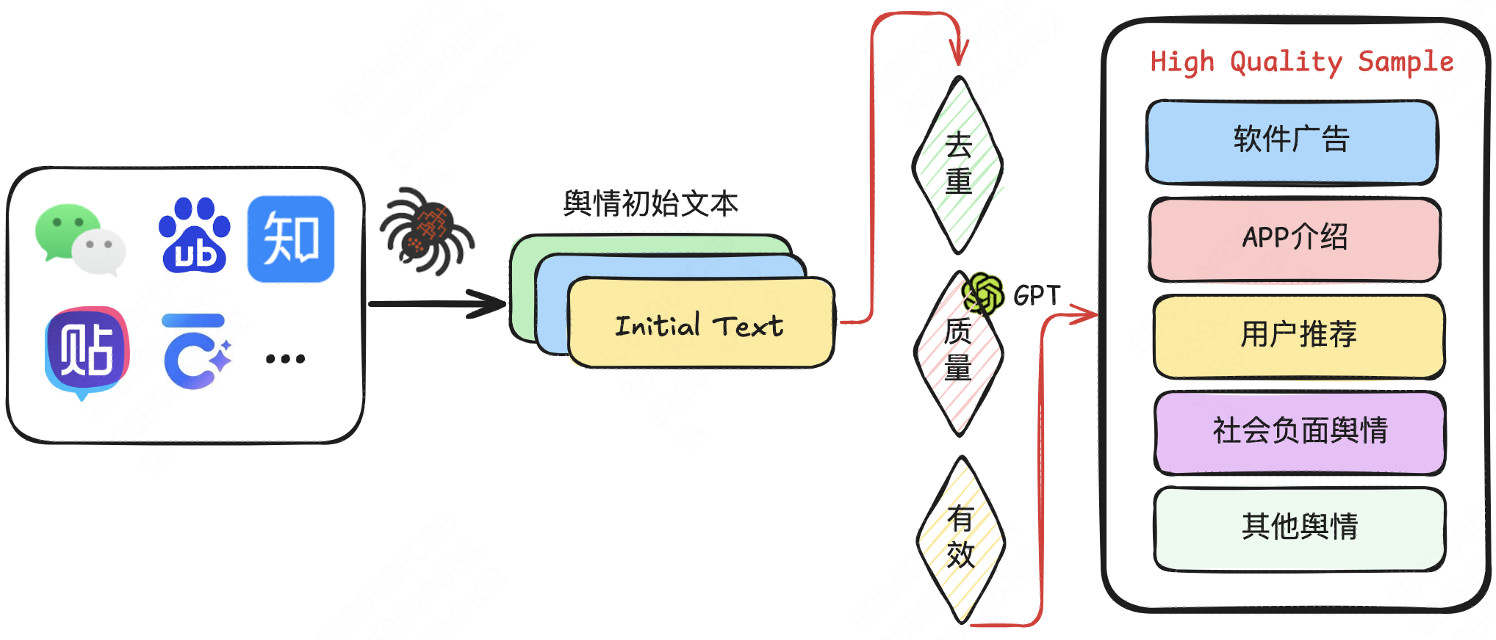 知
贴
舆情初始文本
Initial Text
去
重
GPT
质
量
有
效
High Quality Sample
软件广告
APP介绍
用户推荐
社会负面舆情
其他舆情